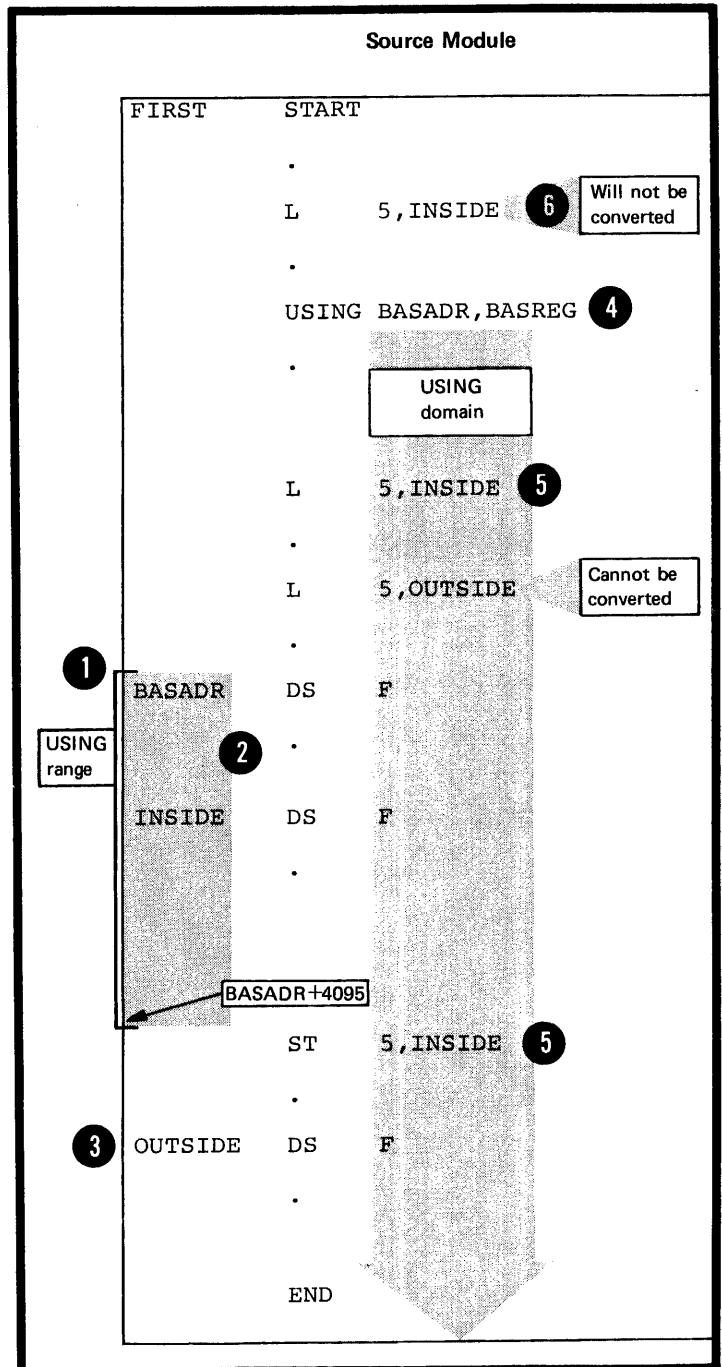 Source Module
FIRST START
.
L 5,INSIDE 6 Will not be
converted
.
USING BASADR,BASREG 4
.
USING
domain
L 5,INSIDE 5
.
L 5,OUTSIDE Cannot be
converted
.
1
BASADR DS F
USING
range
2 .
INSIDE DS F
.
BASADR+4095
ST 5,INSIDE 5
.
3 OUTSIDE DS F
.
END